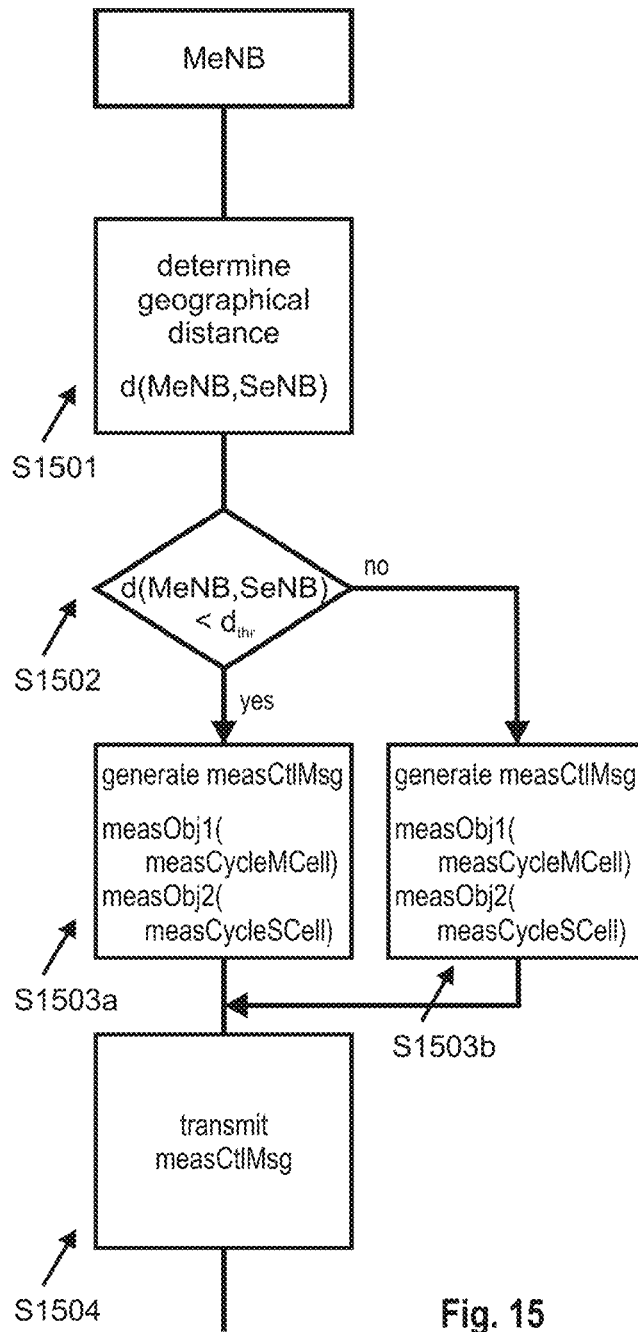 MeNB
determine
geographical
distance
d(MeNB,SeNB)
S1501
d(MeNB,SeNB)
< dthr
no
S1502
yes
generate measCtlMsg
measObj1(
measCycleMCell)
measObj2(
measCycleSCell)
generate measCtlMsg
measObj1(
measCycleMCell)
measObj2(
measCycleSCell)
S1503a
S1503b
transmit
measCtlMsg
S1504
Fig. 15